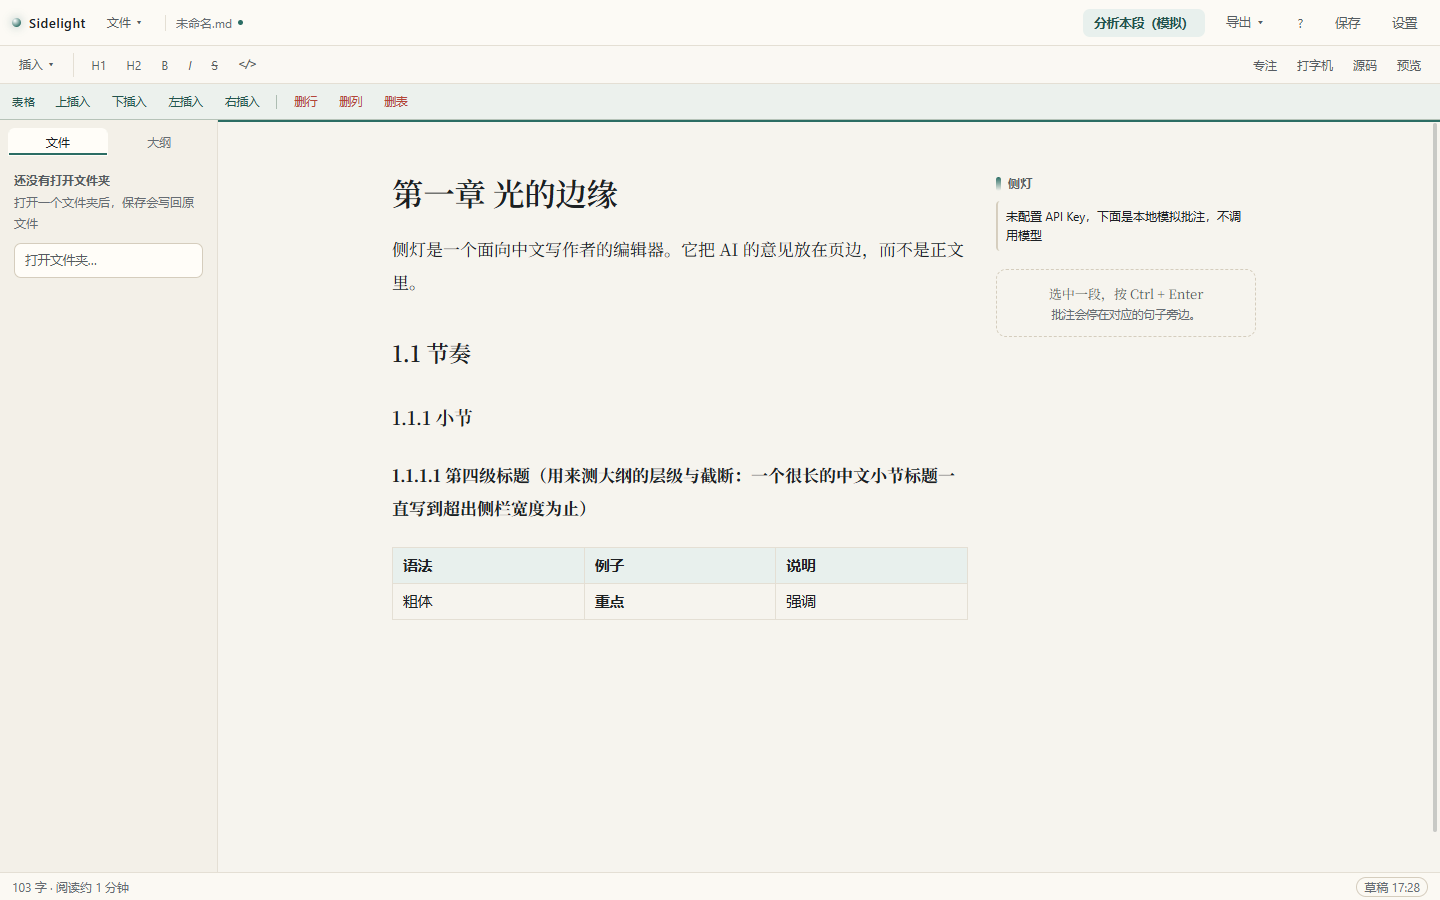 Sidelight 文件 ▾ 未命名.md ● 分析本段（模拟） 导出 ▾ ? 保存 设置
插入 ▾ H1 H2 B I S </> 专注 打字机 源码 预览
表格 上插入 下插入 左插入 右插入 删行 删列 删表
文件 大纲
还没有打开文件夹
打开一个文件夹后，保存会写回原
文件
打开文件夹...
第一章 光的边缘
侧灯是一个面向中文写作者的编辑器。它把 AI 的意见放在页边，而不是正文
里。
1.1 节奏
1.1.1 小节
1.1.1.1 第四级标题（用来测大纲的层级与截断：一个很长的中文小节标题一
直写到超出侧栏宽度为止）
语法 例子 说明
粗体 重点 强调
侧灯
未配置 API Key，下面是本地模拟批注，不调
用模型
选中一段，按 Ctrl + Enter
批注会停在对应的句子旁边。
103 字 · 阅读约 1 分钟 草稿 17:28